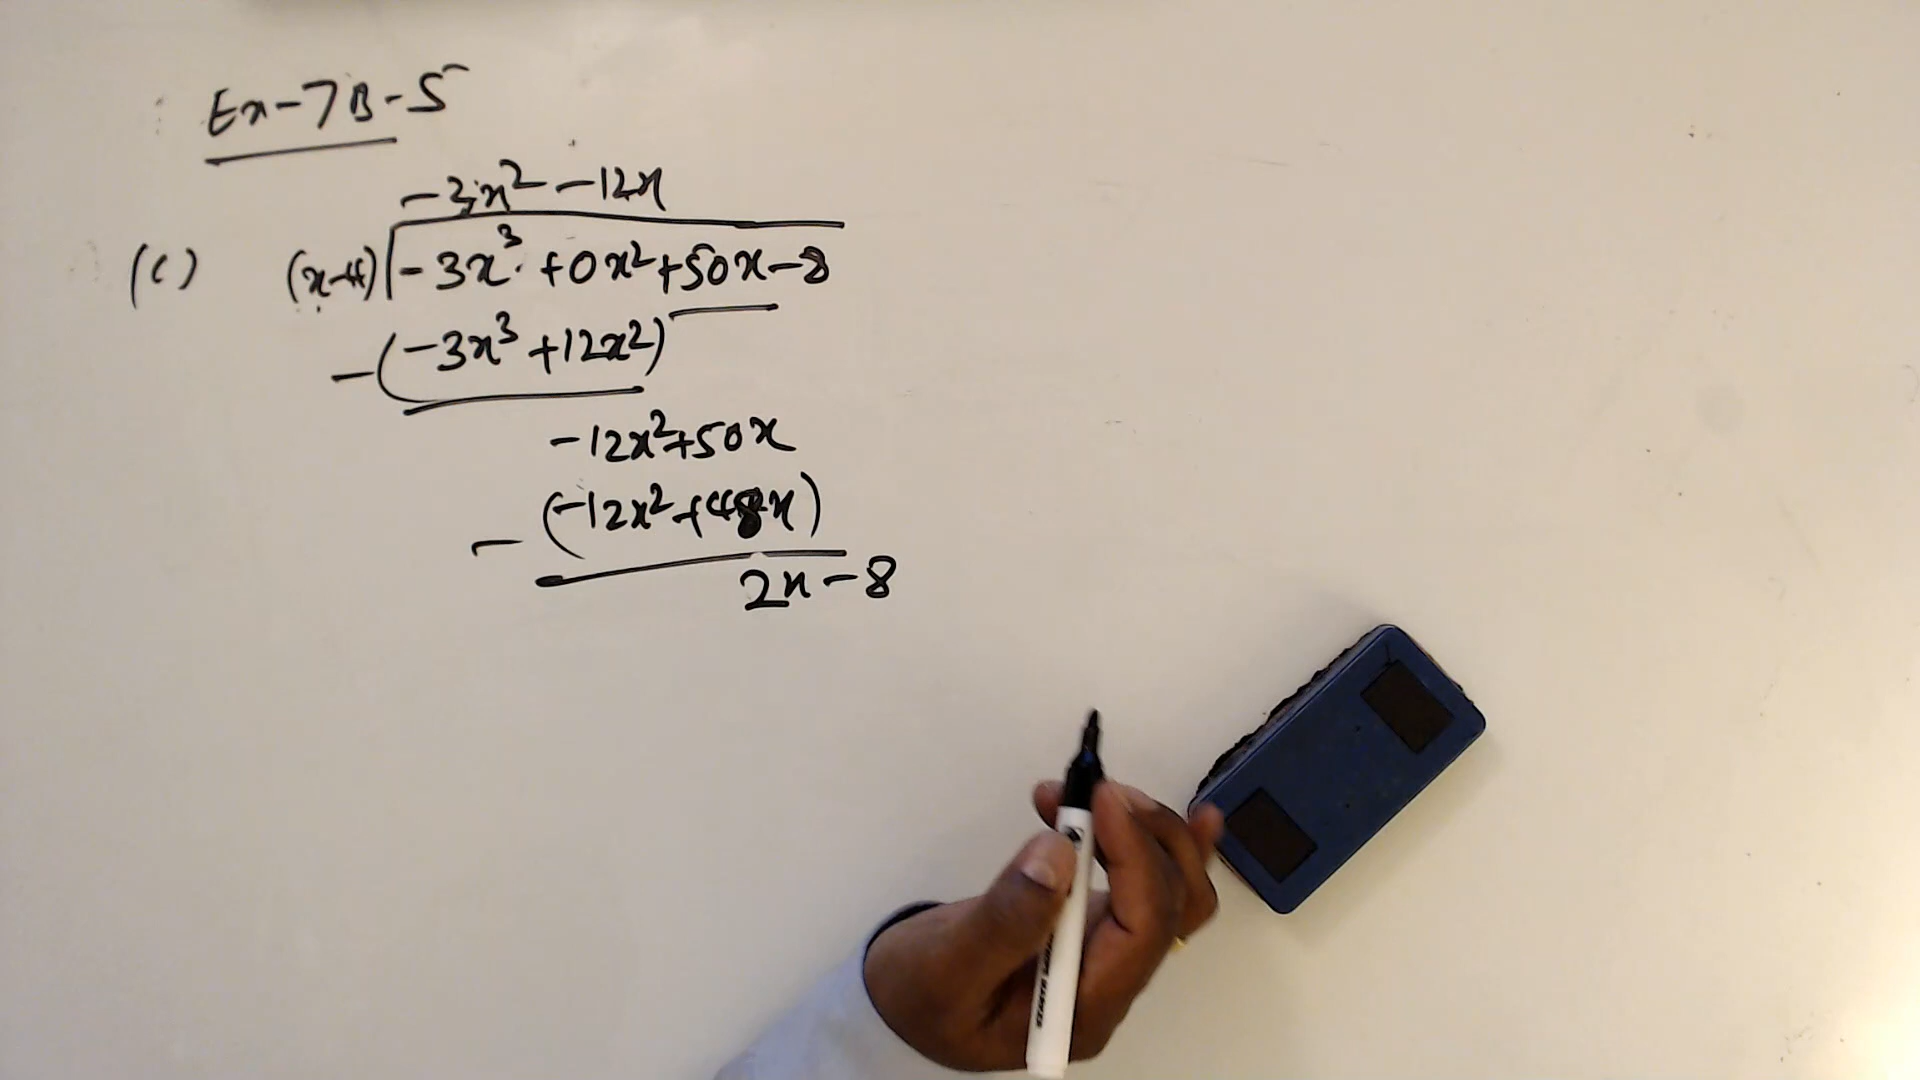 Ex-7B-5
-3x² -12x
(c) (x-4) -3x³ +0x²+50x-8
-(-3x³ +12x²)
-12x²+50x
-(-12x²+48x)
2x-8